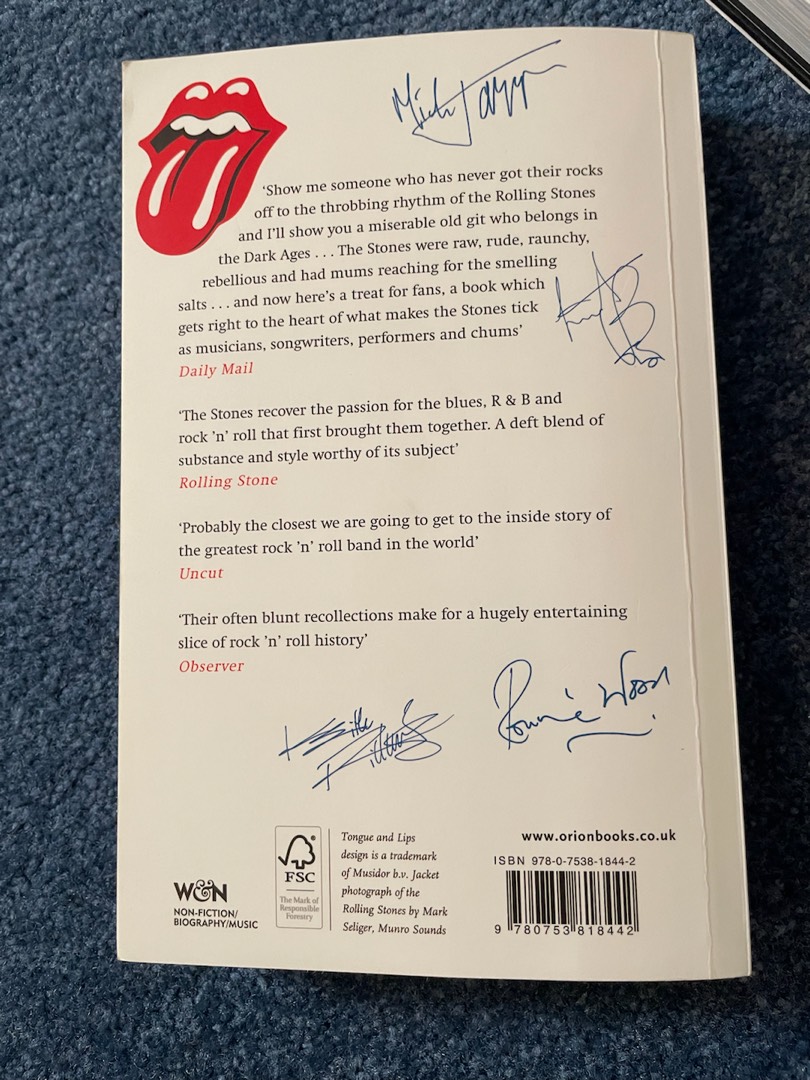 Mick Jagger
‘Show me someone who has never got their rocks
off to the throbbing rhythm of the Rolling Stones
and I’ll show you a miserable old git who belongs in
the Dark Ages . . . The Stones were raw, rude, raunchy,
rebellious and had mums reaching for the smelling
salts . . . and now here’s a treat for fans, a book which
gets right to the heart of what makes the Stones tick
as musicians, songwriters, performers and chums’
Daily Mail
‘The Stones recover the passion for the blues, R & B and
rock ’n’ roll that first brought them together. A deft blend of
substance and style worthy of its subject’
Rolling Stone
‘Probably the closest we are going to get to the inside story of
the greatest rock ’n’ roll band in the world’
Uncut
‘Their often blunt recollections make for a hugely entertaining
slice of rock ’n’ roll history’
Observer
Keith Richards
Ronnie Wood
W&N
NON-FICTION/
BIOGRAPHY/MUSIC
FSC
The Mark of
Responsible
Forestry
Tongue and Lips
design is a trademark
of Musidor b.v. Jacket
photograph of the
Rolling Stones by Mark
Seliger, Munro Sounds
www.orionbooks.co.uk
ISBN 978-0-7538-1844-2
9 780753 818442